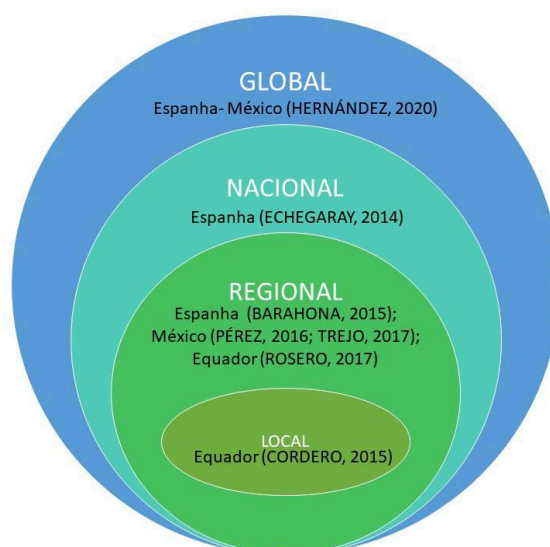 GLOBAL
Espanha- México (HERNÁNDEZ, 2020)
NACIONAL
Espanha (ECHEGARAY, 2014)
REGIONAL
Espanha (BARAHONA, 2015);
México (PÉREZ, 2016; TREJO, 2017);
Equador (ROSERO, 2017)
LOCAL
Equador (CORDERO, 2015)